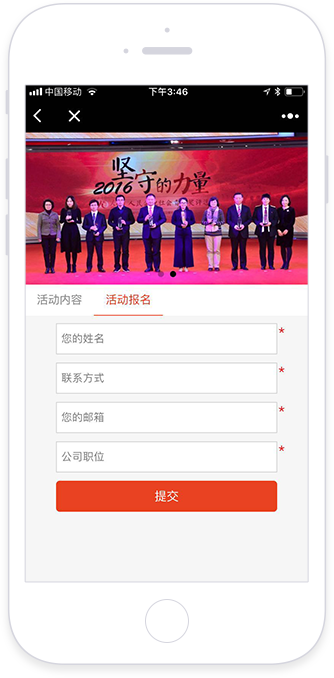 中国移动 下午3:46
坚守的力量
2016
活动内容 活动报名
您的姓名 *
联系方式 *
您的邮箱 *
公司职位 *
提交